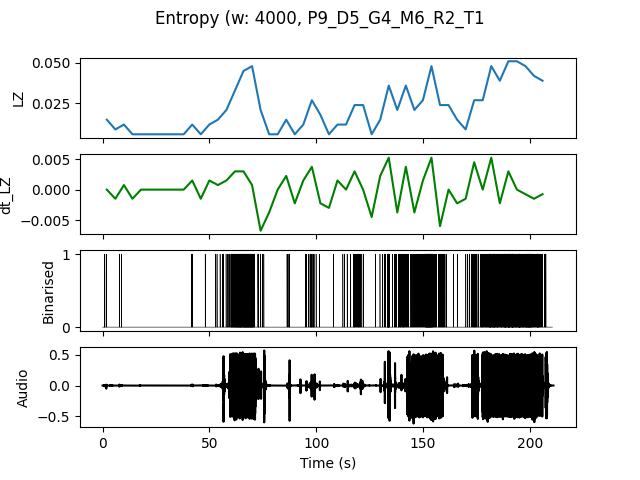 Entropy (w: 4000, P9_D5_G4_M6_R2_T1
0.050
0.025
LZ
0.005
0.000
−0.005
dt_LZ
1
0
Binarised
0.5
0.0
−0.5
Audio
0 50 100 150 200
Time (s)